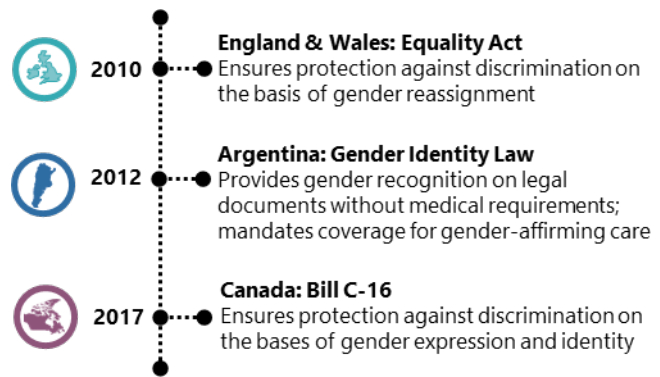 England & Wales: Equality Act
2010
Ensures protection against discrimination on
the basis of gender reassignment
Argentina: Gender Identity Law
2012
Provides gender recognition on legal
documents without medical requirements;
mandates coverage for gender-affirming care
Canada: Bill C-16
2017
Ensures protection against discrimination on
the bases of gender expression and identity